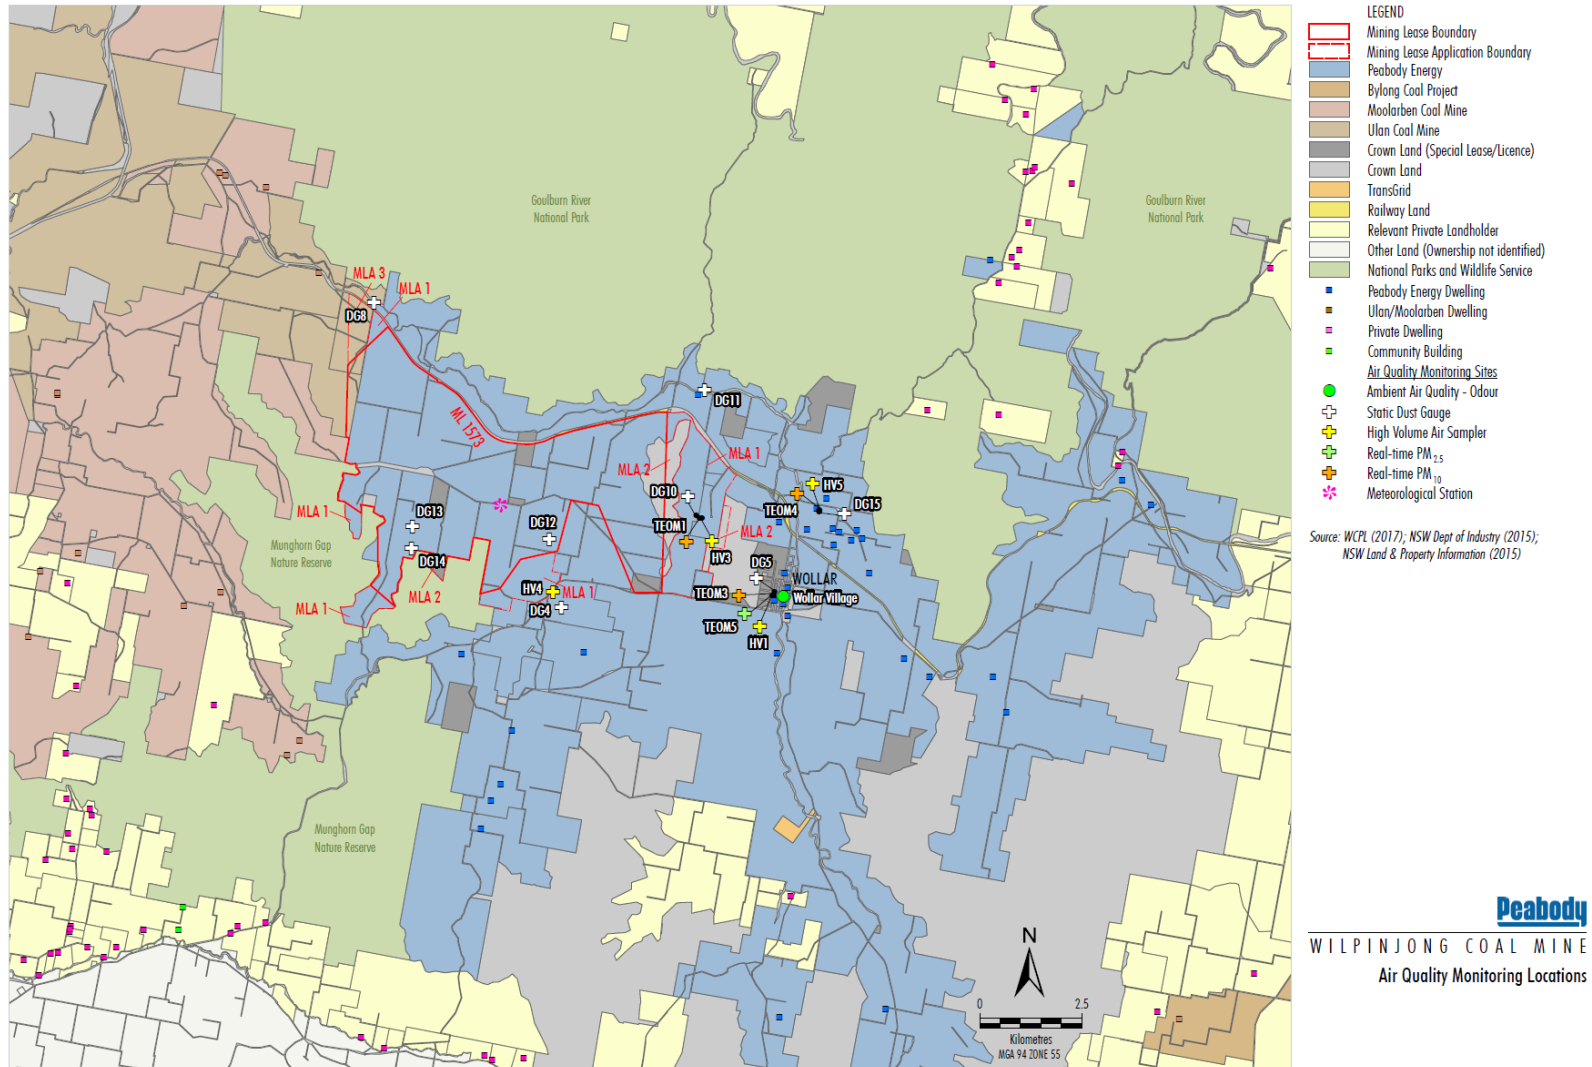 LEGEND
Mining Lease Boundary
Mining Lease Application Boundary
Peabody Energy
Bylong Coal Project
Moolarben Coal Mine
Ulan Coal Mine
Crown Land (Special Lease/Licence)
Crown Land
TransGrid
Railway Land
Relevant Private Landholder
Other Land (Ownership not identified)
National Parks and Wildlife Service
Peabody Energy Dwelling
Ulan/Moolarben Dwelling
Private Dwelling
Community Building
Air Quality Monitoring Sites
Ambient Air Quality - Odour
Static Dust Gauge
High Volume Air Sampler
Real-time PM2.5
Real-time PM10
Meteorological Station
Source: WCPL (2017); NSW Dept of Industry (2015);
NSW Land & Property Information (2015)
Goulburn River
National Park
Goulburn River
National Park
MLA 3
MLA 1
DG8
ML 1573
DG11
MLA 2
MLA 1
DG10
HV5
TEOM4
DG15
MLA 1
DG13
DG12
TEOM1
MLA 2
HV3
Munghorn Gap
Nature Reserve
DG14
DG5
WOLLAR
MLA 2
HV4
MLA 1
TEOM3
Wollar Village
MLA 1
DG4
TEOM5
HV1
Munghorn Gap
Nature Reserve
N
0
2.5
Kilometres
MGA 94 ZONE 55
Peabody
WILPINJONG COAL MINE
Air Quality Monitoring Locations